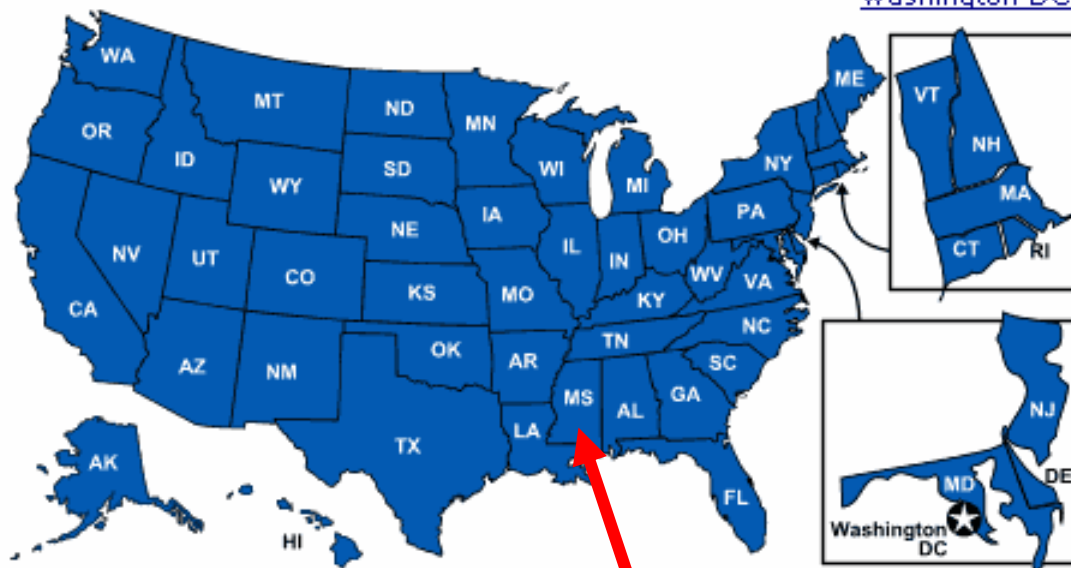 Washington DC
WA
MT
ND
MN
ME
VT
OR
ID
WY
SD
WI
MI
NY
NH
MA
CT
RI
NV
UT
CO
NE
IA
IL
IN
OH
PA
WV
VA
CA
KS
MO
KY
AZ
NM
OK
AR
TN
NC
SC
TX
LA
MS
AL
GA
FL
AK
HI
NJ
DE
MD
Washington
DC